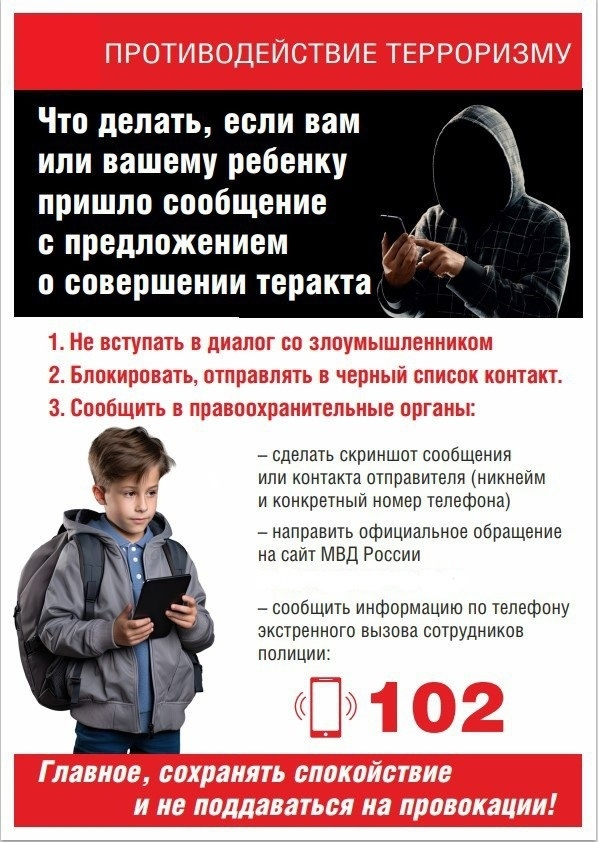 ПРОТИВОДЕЙСТВИЕ ТЕРРОРИЗМУ
Что делать, если вам
или вашему ребенку
пришло сообщение
с предложением
о совершении теракта
1. Не вступать в диалог со злоумышленником
2. Блокировать, отправлять в черный список контакт.
3. Сообщить в правоохранительные органы:
– сделать скриншот сообщения
или контакта отправителя (никнейм
и конкретный номер телефона)
– направить официальное обращение
на сайт МВД России
– сообщить информацию по телефону
экстренного вызова сотрудников
полиции:
102
Главное, сохранять спокойствие
и не поддаваться на провокации!